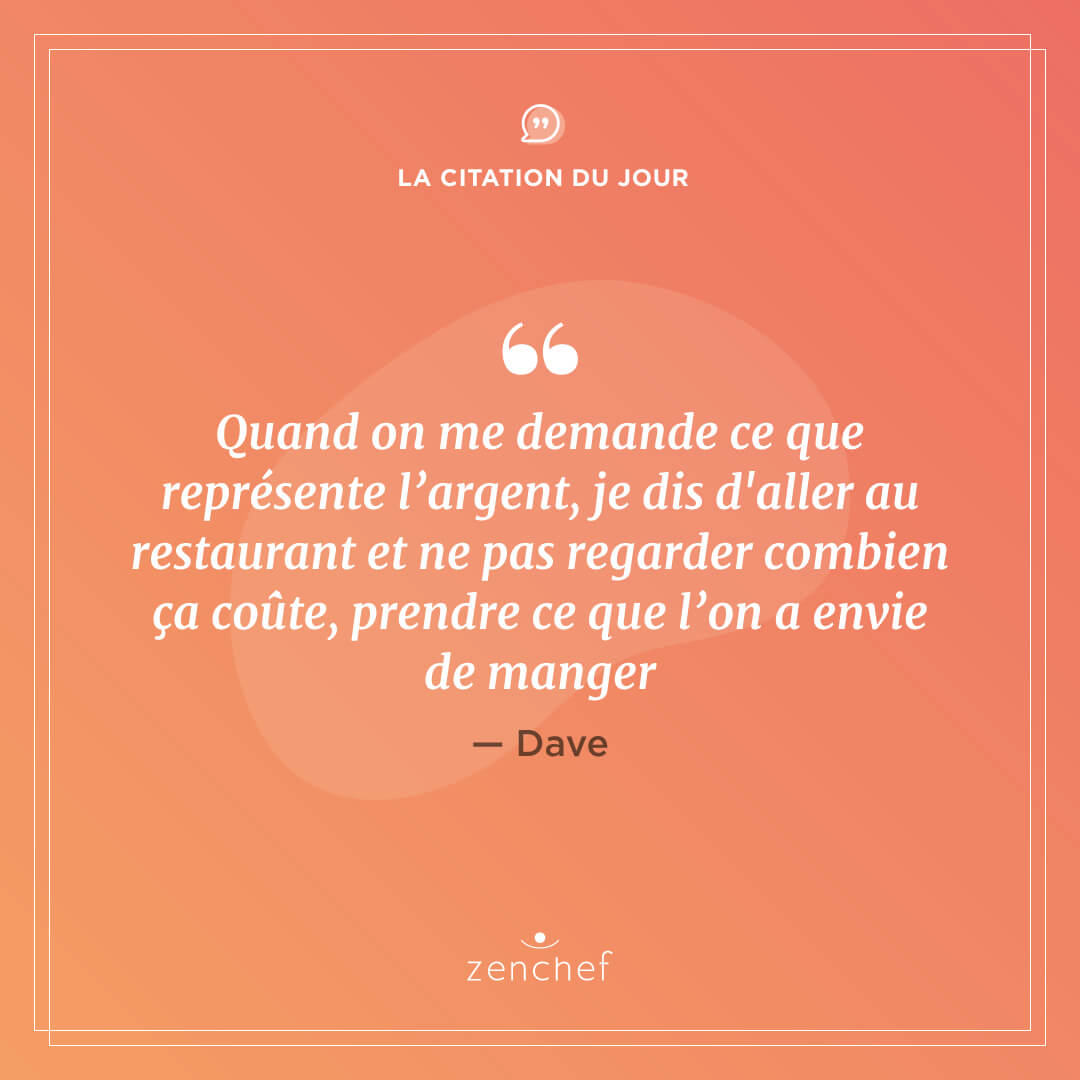 LA CITATION DU JOUR
“
Quand on me demande ce que
représente l’argent, je dis d'aller au
restaurant et ne pas regarder combien
ça coûte, prendre ce que l’on a envie
de manger
— Dave
zenchef